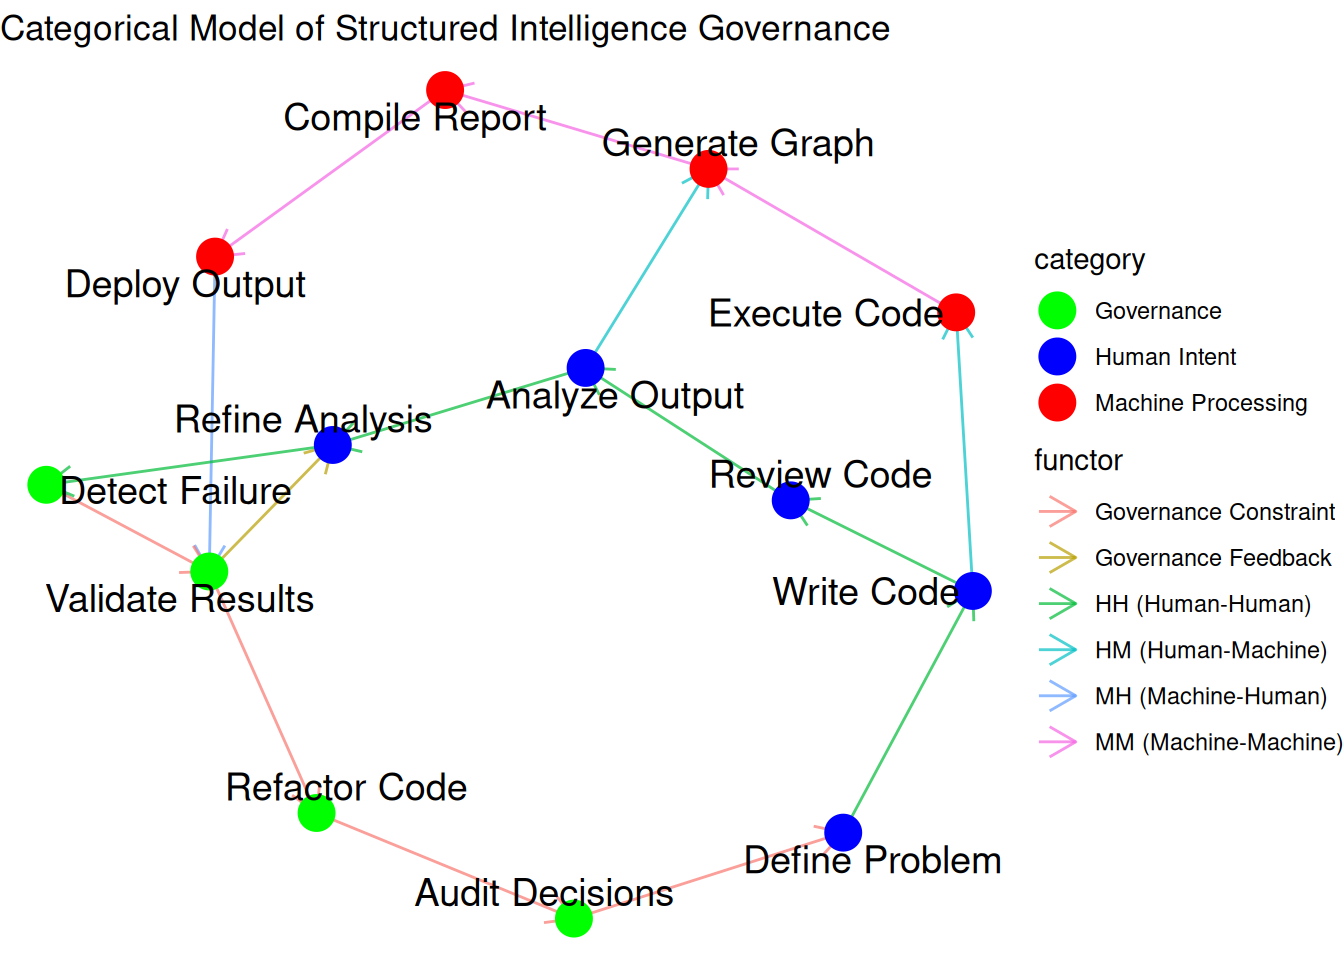 Categorical Model of Structured Intelligence Governance
Compile Report
Generate Graph
Deploy Output
Execute Code
Analyze Output
Refine Analysis
Review Code
Detect Failure
Validate Results
Write Code
Refactor Code
Define Problem
Audit Decisions
category
Governance
Human Intent
Machine Processing
functor
Governance Constraint
Governance Feedback
HH (Human-Human)
HM (Human-Machine)
MH (Machine-Human)
MM (Machine-Machine)